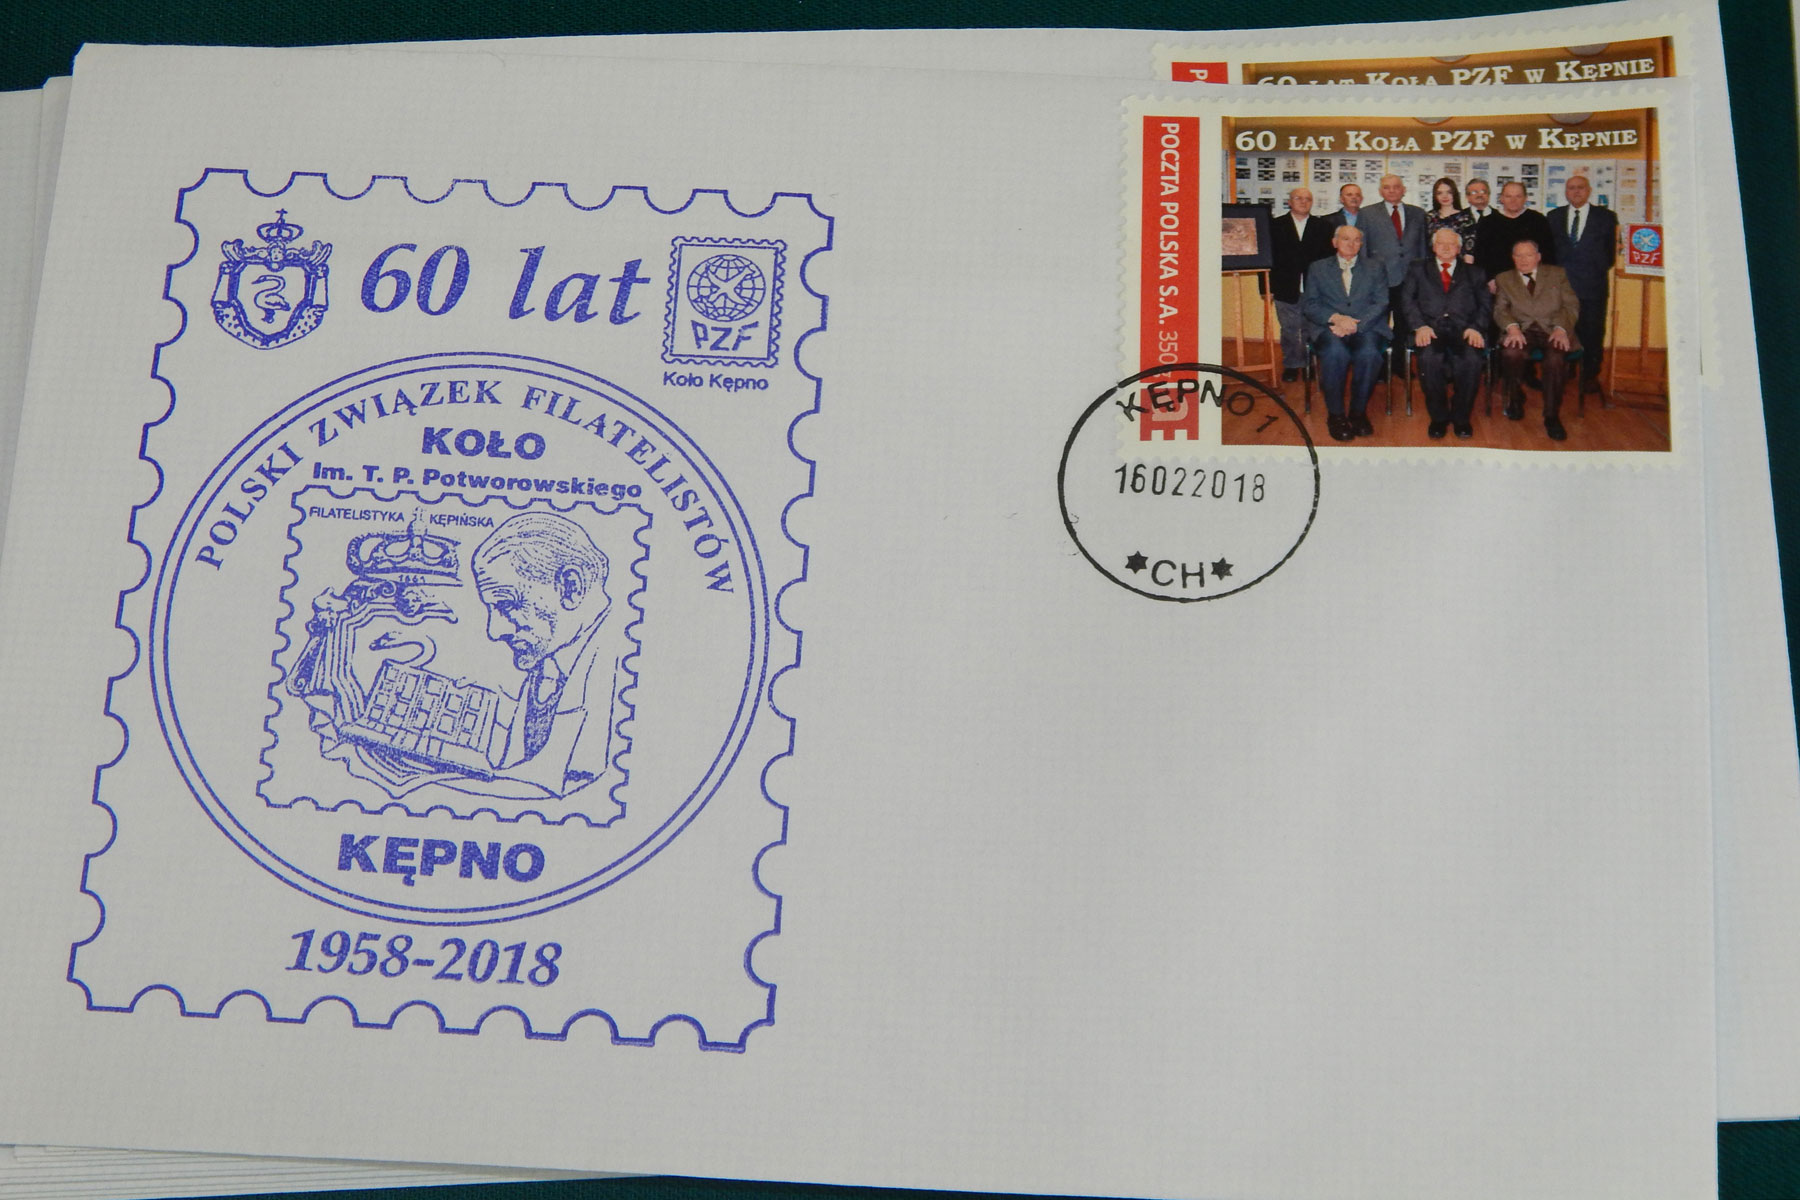 60 lat
PZF
Koło Kępno
POLSKI ZWIĄZEK FILATELISTÓW
KOŁO
Im. T. P. Potworowskiego
FILATELISTYKA KĘPIŃSKA
1661
KĘPNO
1958-2018
60 LAT KOŁA PZF W KĘPNIE
60 LAT KOŁA PZF W KĘPNIE
POCZTA POLSKA S.A. 350
PZF
KĘPNO 1
16022018
*CH*